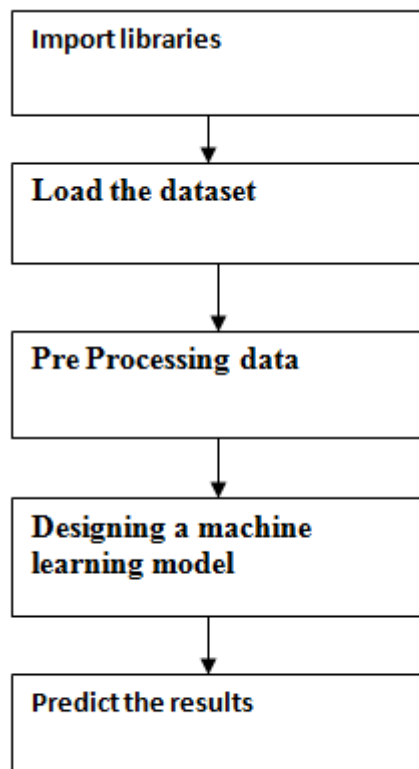 Import libraries
Load the dataset
Pre Processing data
Designing a machine
learning model
Predict the results